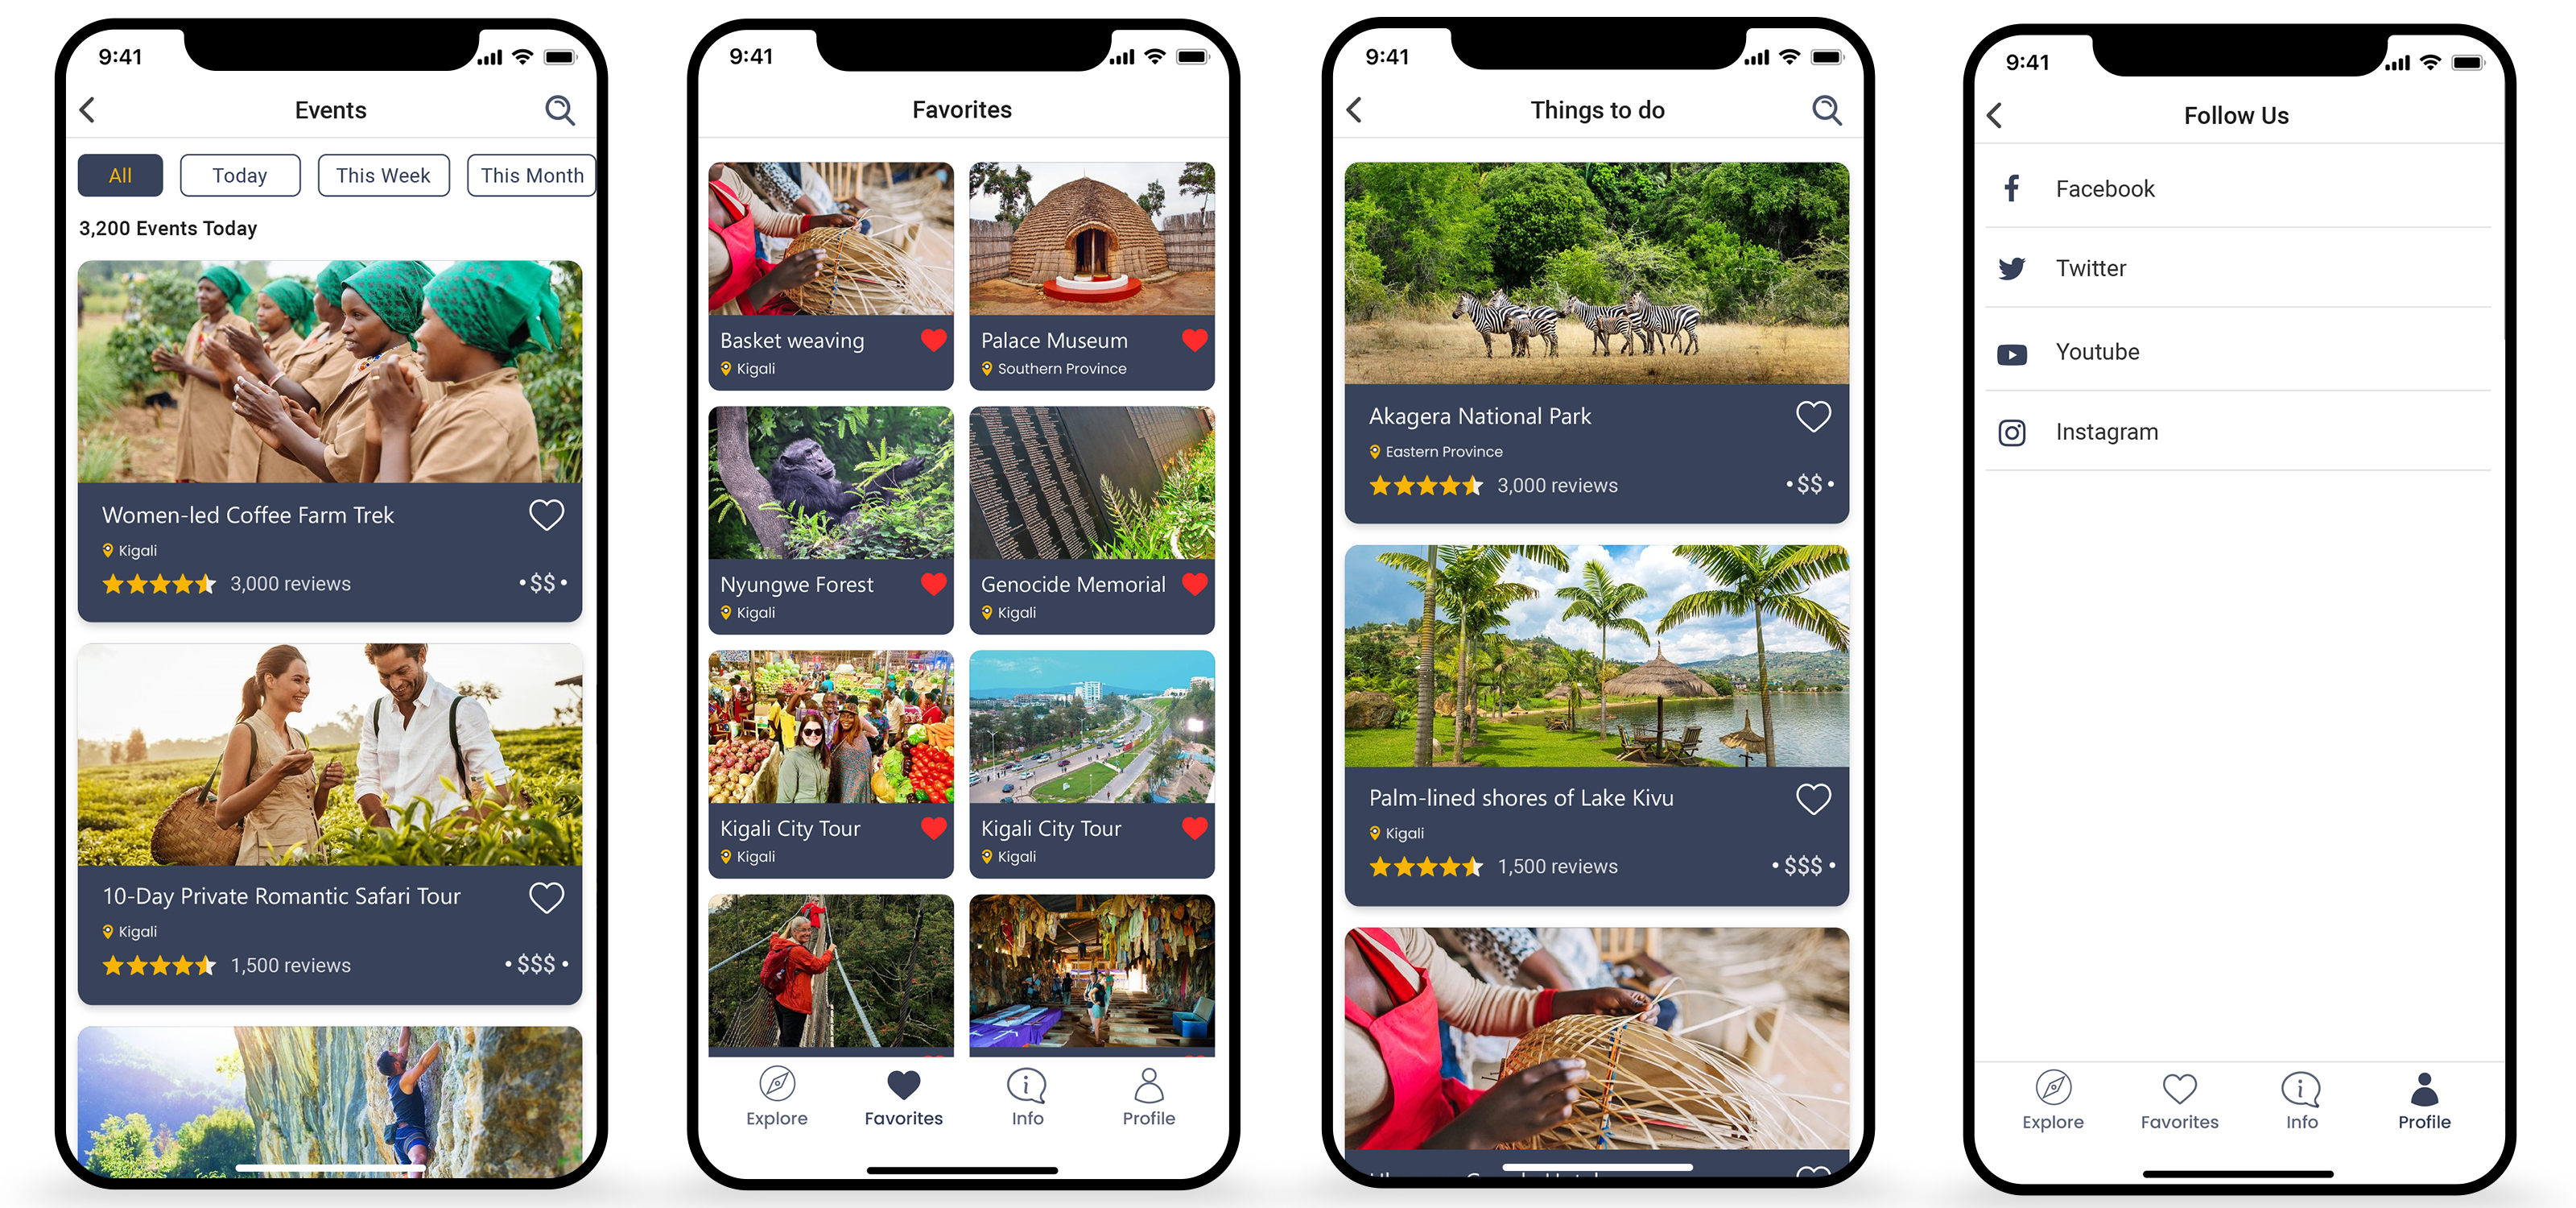 9:41
Events
All
Today
This Week
This Month
3,200 Events Today
Women-led Coffee Farm Trek
Kigali
3,000 reviews
•$$•
10-Day Private Romantic Safari Tour
Kigali
1,500 reviews
•$$$•
9:41
Favorites
Basket weaving
Kigali
Palace Museum
Southern Province
Nyungwe Forest
Kigali
Genocide Memorial
Kigali
Kigali City Tour
Kigali
Kigali City Tour
Kigali
Explore
Favorites
Info
Profile
9:41
Things to do
Akagera National Park
Eastern Province
3,000 reviews
•$$•
Palm-lined shores of Lake Kivu
Kigali
1,500 reviews
•$$$•
9:41
Follow Us
Facebook
Twitter
Youtube
Instagram
Explore
Favorites
Info
Profile